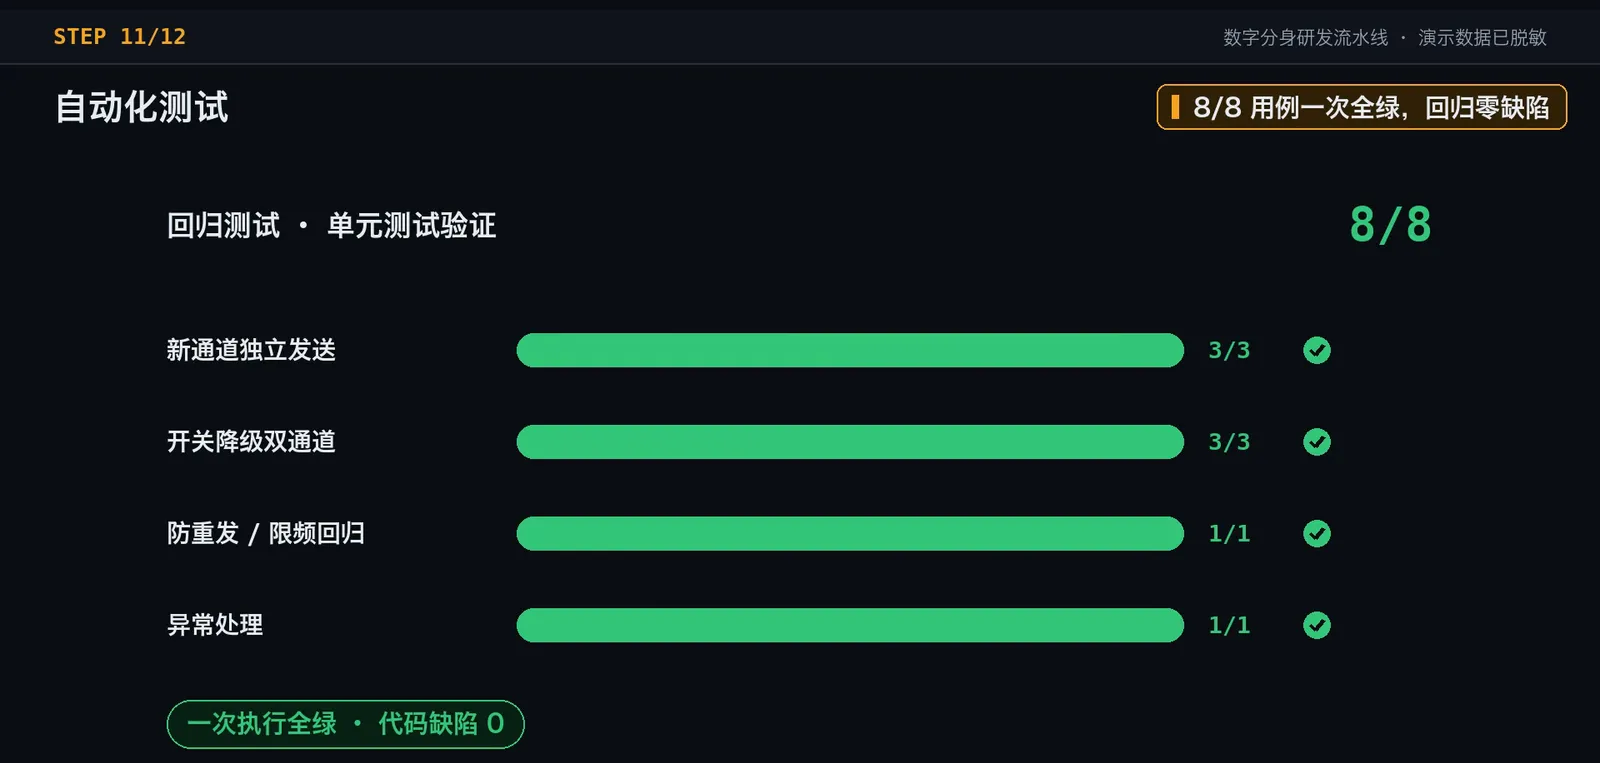 STEP 11/12
数字分身研发流水线 · 演示数据已脱敏
自动化测试
8/8 用例一次全绿，回归零缺陷
回归测试 · 单元测试验证
8/8
新通道独立发送 3/3
开关降级双通道 3/3
防重发 / 限频回归 1/1
异常处理 1/1
一次执行全绿 · 代码缺陷 0